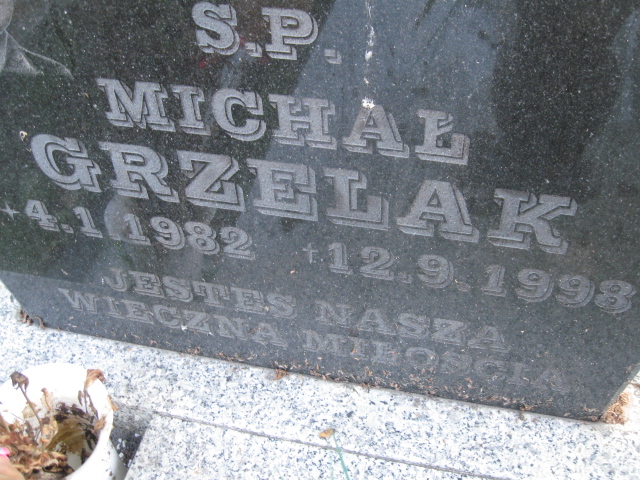 Ś.P.
MICHAŁ
GRZELAK
*4.1.1982 +12.9.1998
JESTEŚ NASZĄ
WIECZNĄ MIŁOŚCIĄ